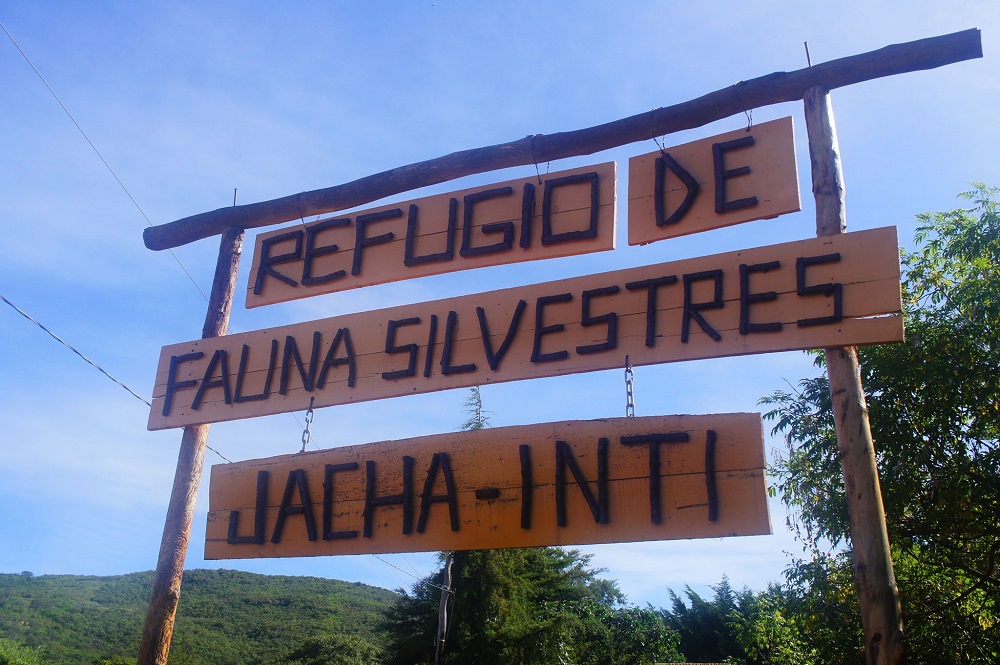 REFUGIO DE
FAUNA SILVESTRES
JACHA-INTI